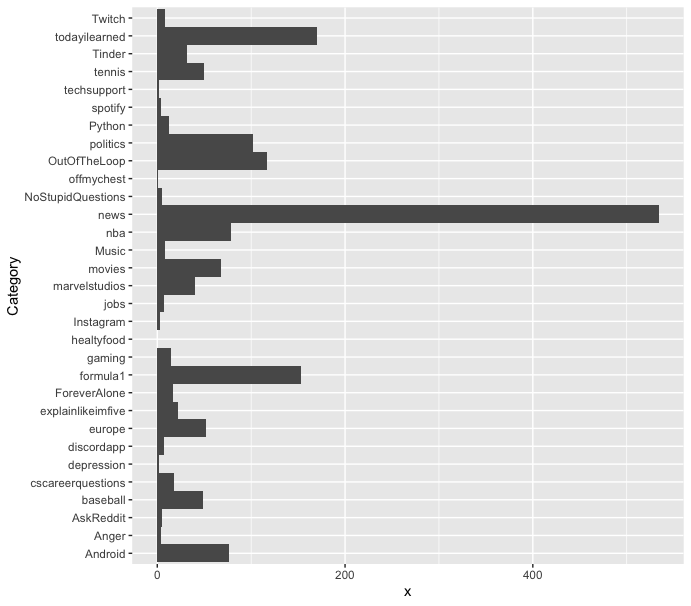 Twitch
todayilearned
Tinder
tennis
techsupport
spotify
Python
politics
OutOfTheLoop
offmychest
NoStupidQuestions
news
nba
Music
movies
marvelstudios
jobs
Instagram
healtyfood
gaming
formula1
ForeverAlone
explainlikeimfive
europe
discordapp
depression
cscareerquestions
baseball
AskReddit
Anger
Android
Category
0 200 400
x